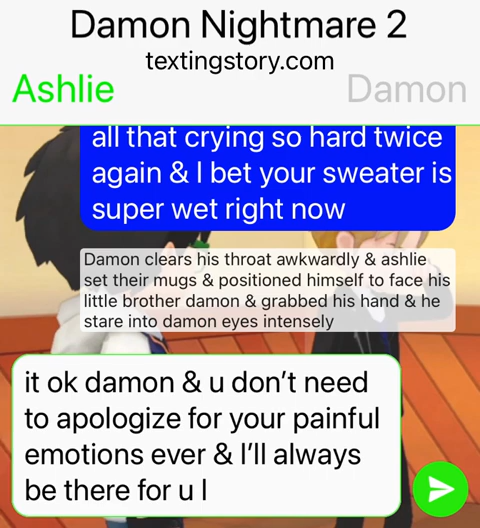 Damon Nightmare 2
textingstory.com
Ashlie
Damon
all that crying so hard twice
again & I bet your sweater is
super wet right now
Damon clears his throat awkwardly & ashlie
set their mugs & positioned himself to face his
little brother damon & grabbed his hand & he
stare into damon eyes intensely
it ok damon & u don't need
to apologize for your painful
emotions ever & I'll always
be there for u l